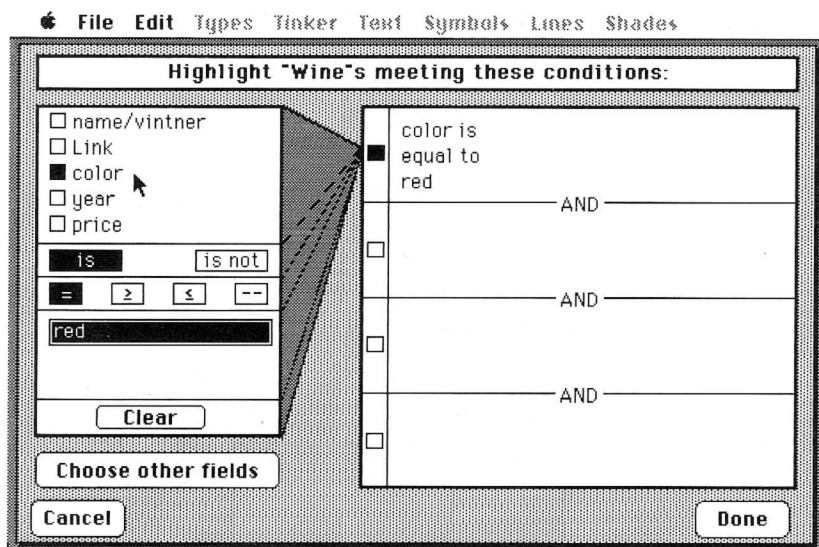 File Edit Types Tinker Text Symbols Lines Shades
Highlight "Wine"s meeting these conditions:
name/vintner
Link
color
year
price
is is not
= ≥ ≤ --
red
Clear
Choose other fields
Cancel
color is
equal to
red
AND
AND
AND
Done